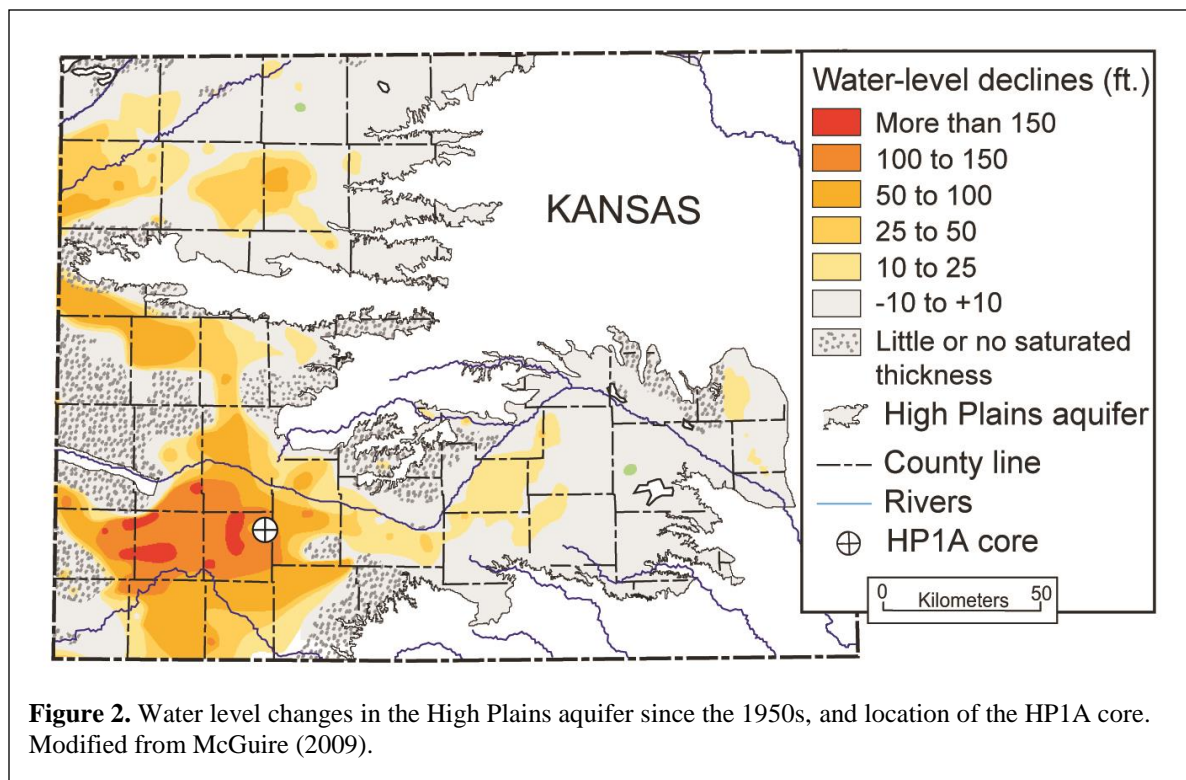 KANSAS
Water-level declines (ft.)
More than 150
100 to 150
50 to 100
25 to 50
10 to 25
-10 to +10
Little or no saturated
thickness
High Plains aquifer
County line
Rivers
HP1A core
0 Kilometers 50
Figure 2. Water level changes in the High Plains aquifer since the 1950s, and location of the HP1A core.
Modified from McGuire (2009).